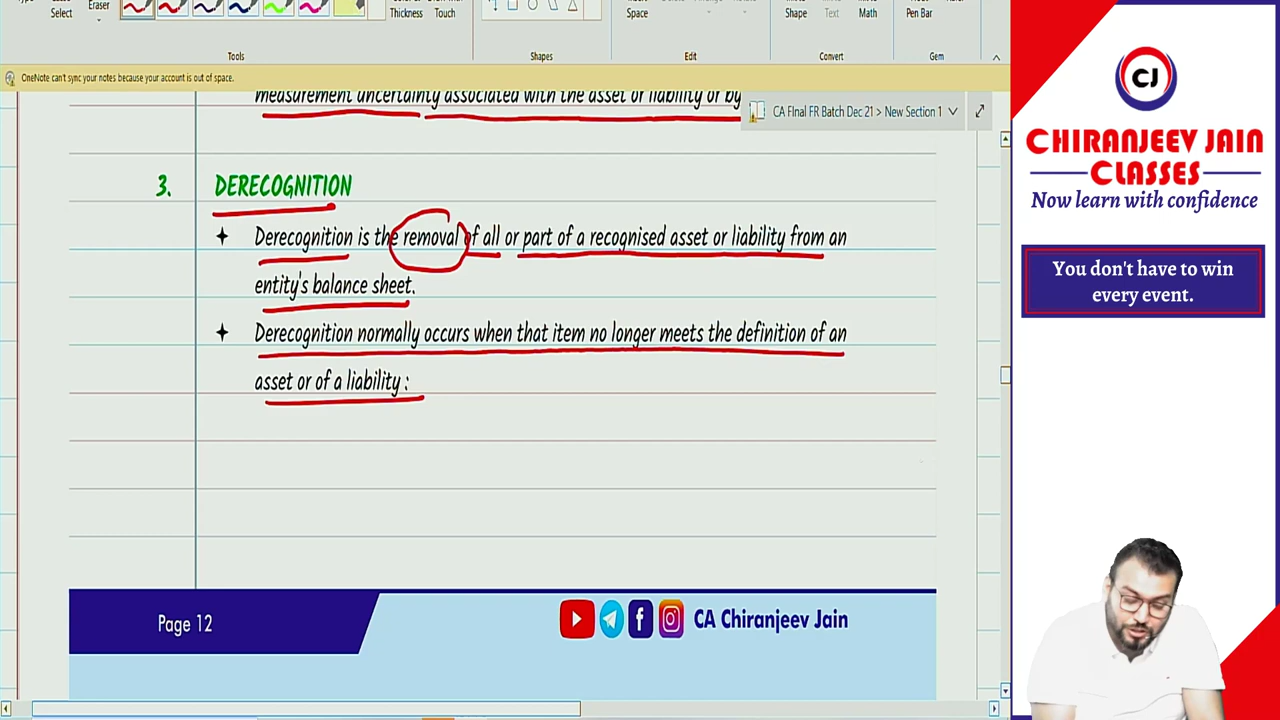 Eraser
Select
Thickness
Touch
Space
Shape
Text
Math
Pen Bar
Tools
Shapes
Edit
Convert
Gem
OneNote can't sync your notes because your account is out of space.
measurement uncertainty associated with the asset or liability or by
CA FInal FR Batch Dec 21 > New Section 1
3. DERECOGNITION
Derecognition is the removal of all or part of a recognised asset or liability from an
entity's balance sheet.
Derecognition normally occurs when that item no longer meets the definition of an
asset or of a liability :
Page 12
CA Chiranjeev Jain
CJ
CHIRANJEEV JAIN
CLASSES
Now learn with confidence
You don't have to win
every event.